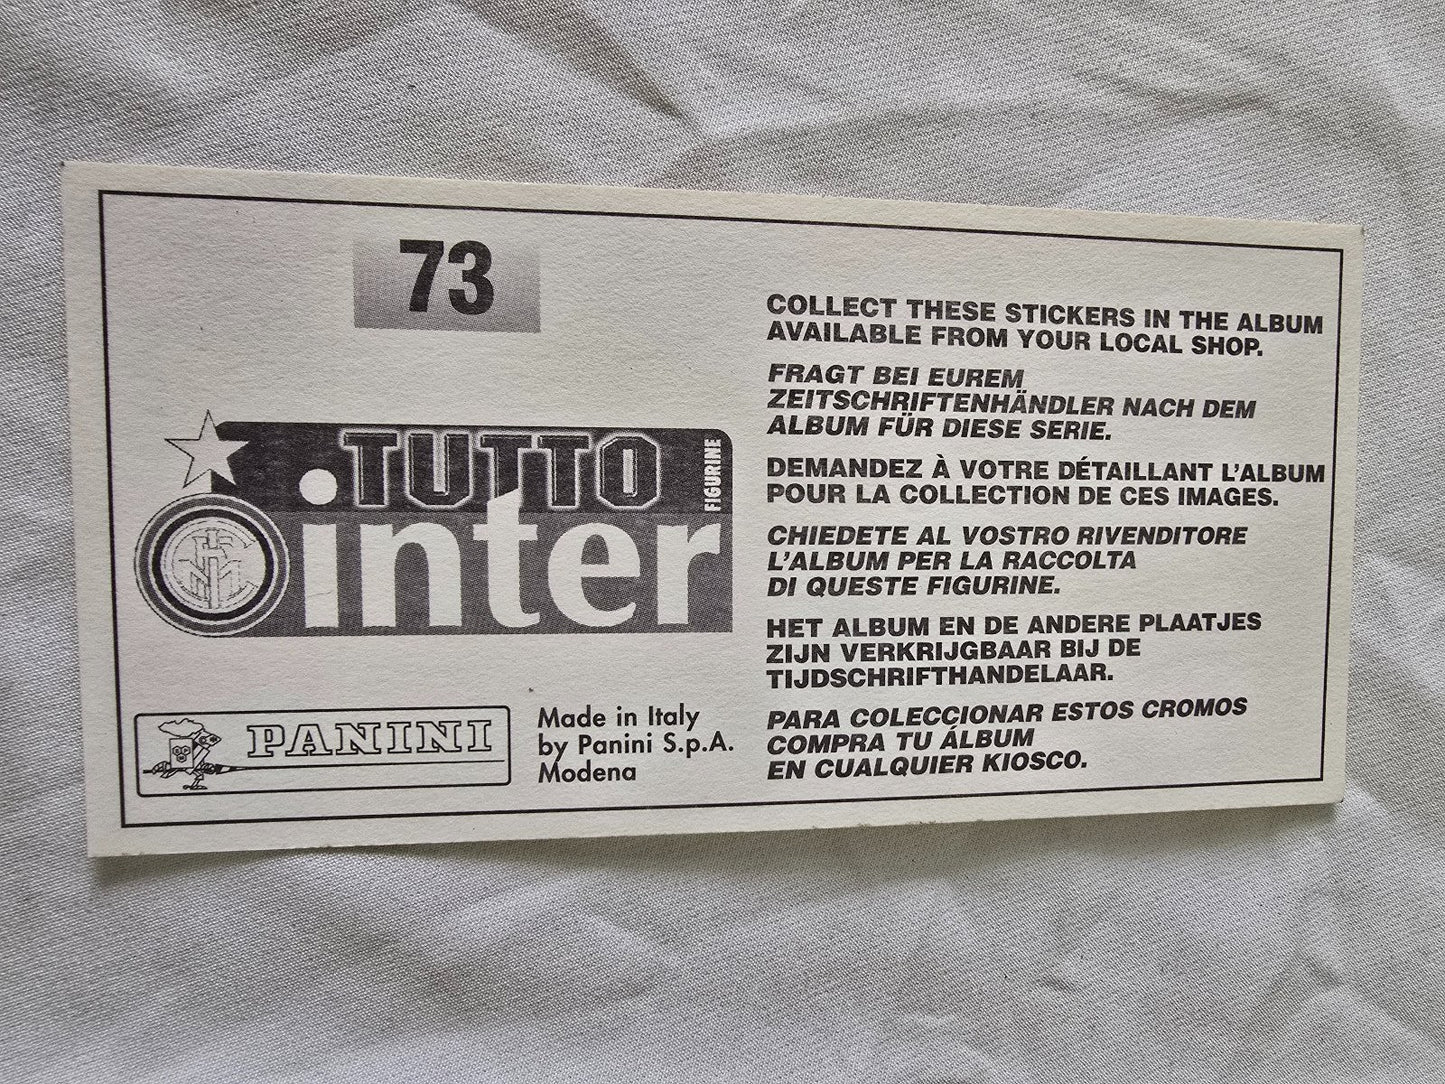 73
TUTTO
FIGURINE
inter
PANINI
Made in Italy
by Panini S.p.A.
Modena
COLLECT THESE STICKERS IN THE ALBUM
AVAILABLE FROM YOUR LOCAL SHOP.
FRAGT BEI EUREM
ZEITSCHRIFTENHÄNDLER NACH DEM
ALBUM FÜR DIESE SERIE.
DEMANDEZ À VOTRE DÉTAILLANT L'ALBUM
POUR LA COLLECTION DE CES IMAGES.
CHIEDETE AL VOSTRO RIVENDITORE
L'ALBUM PER LA RACCOLTA
DI QUESTE FIGURINE.
HET ALBUM EN DE ANDERE PLAATJES
ZIJN VERKRIJGBAAR BIJ DE
TIJDSCHRIFTHANDELAAR.
PARA COLECCIONAR ESTOS CROMOS
COMPRA TU ÁLBUM
EN CUALQUIER KIOSCO.